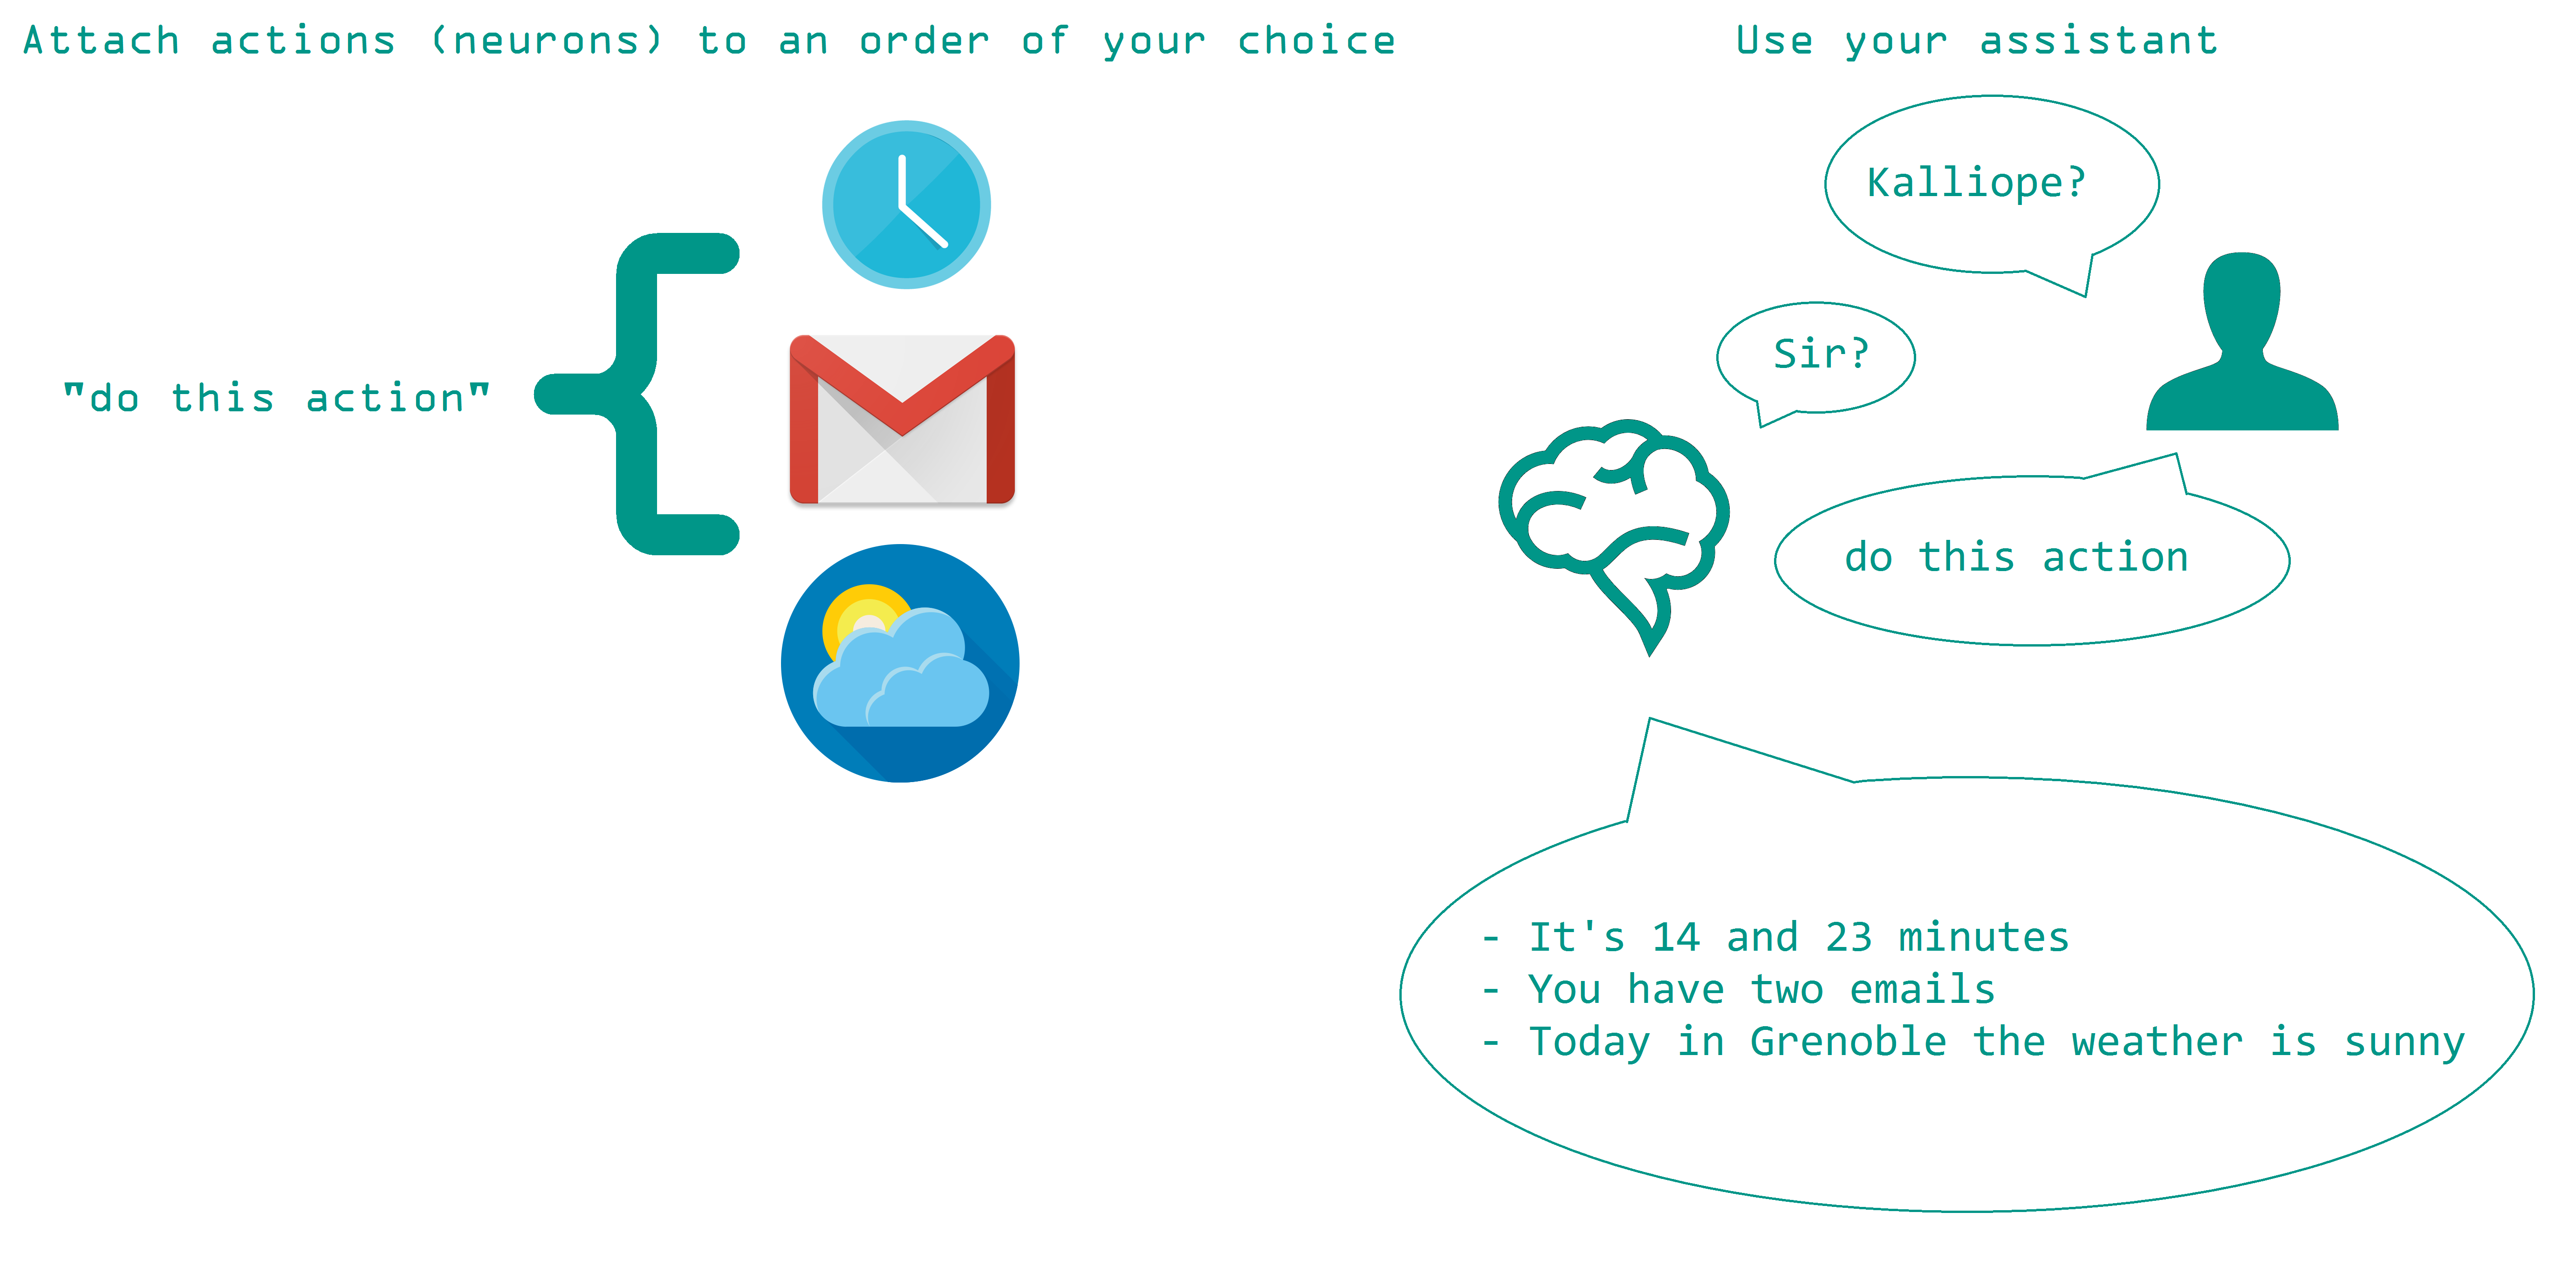 Attach actions (neurons) to an order of your choice
"do this action"
Use your assistant
Kalliope?
Sir?
do this action
- It's 14 and 23 minutes
- You have two emails
- Today in Grenoble the weather is sunny